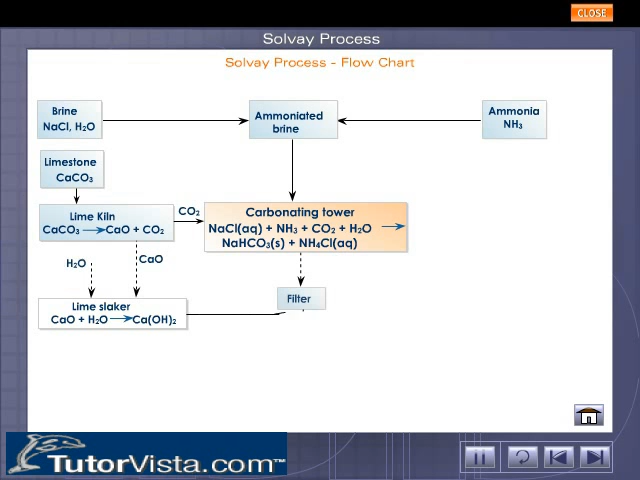 CLOSE
Solvay Process
Solvay Process - Flow Chart
Brine
NaCl, H2O
Ammoniated
brine
Ammonia
NH3
Limestone
CaCO3
CO2
Lime Kiln
CaCO3 → CaO + CO2
Carbonating tower
NaCl(aq) + NH3 + CO2 + H2O →
NaHCO3(s) + NH4Cl(aq)
H2O
CaO
Filter
Lime slaker
CaO + H2O → Ca(OH)2
TutorVista.com™